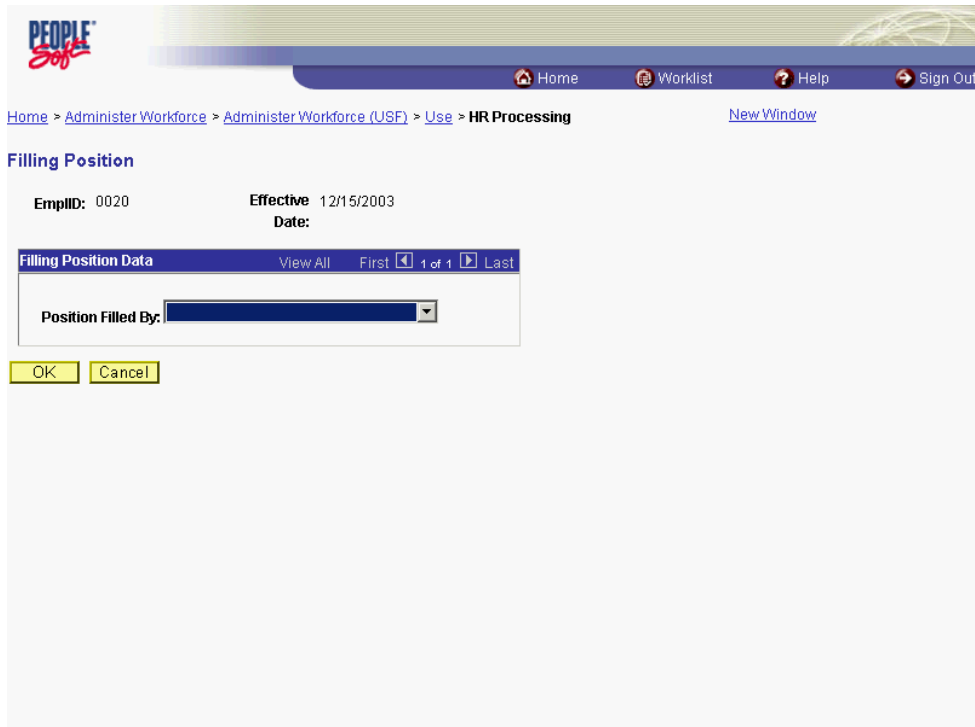 PEOPLE
Soft
Home Worklist Help Sign Out
Home > Administer Workforce > Administer Workforce (USF) > Use > HR Processing New Window
Filling Position
EmplID: 0020 Effective Date: 12/15/2003
Filling Position Data View All First 1 of 1 Last
Position Filled By:
OK Cancel